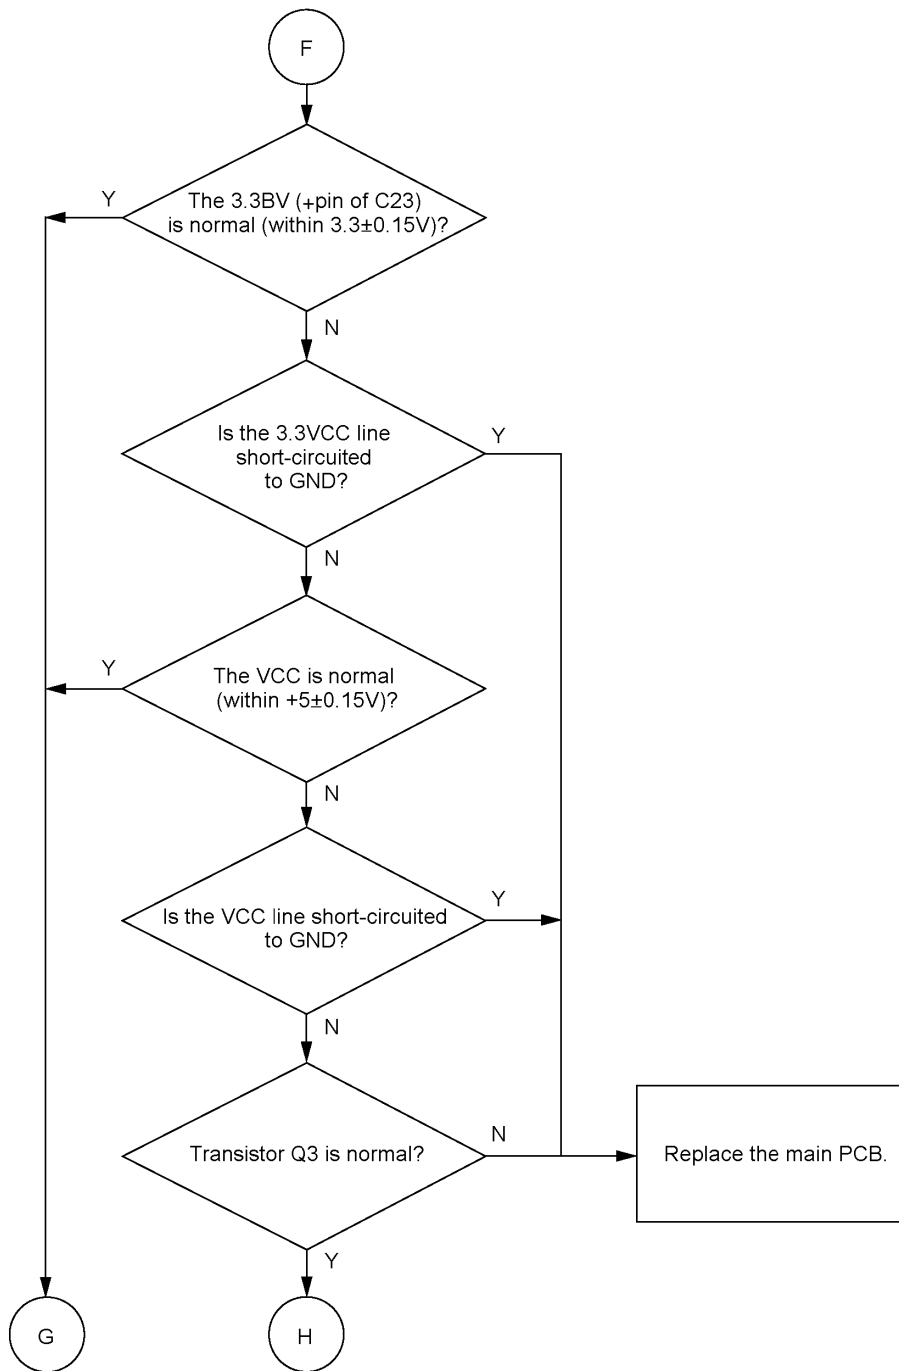 F
Y
The 3.3BV (+pin of C23)
is normal (within 3.3±0.15V)?
N
Is the 3.3VCC line
short-circuited
to GND?
Y
N
Y
The VCC is normal
(within +5±0.15V)?
N
Is the VCC line short-circuited
to GND?
Y
N
Transistor Q3 is normal?
N
Replace the main PCB.
Y
G
H